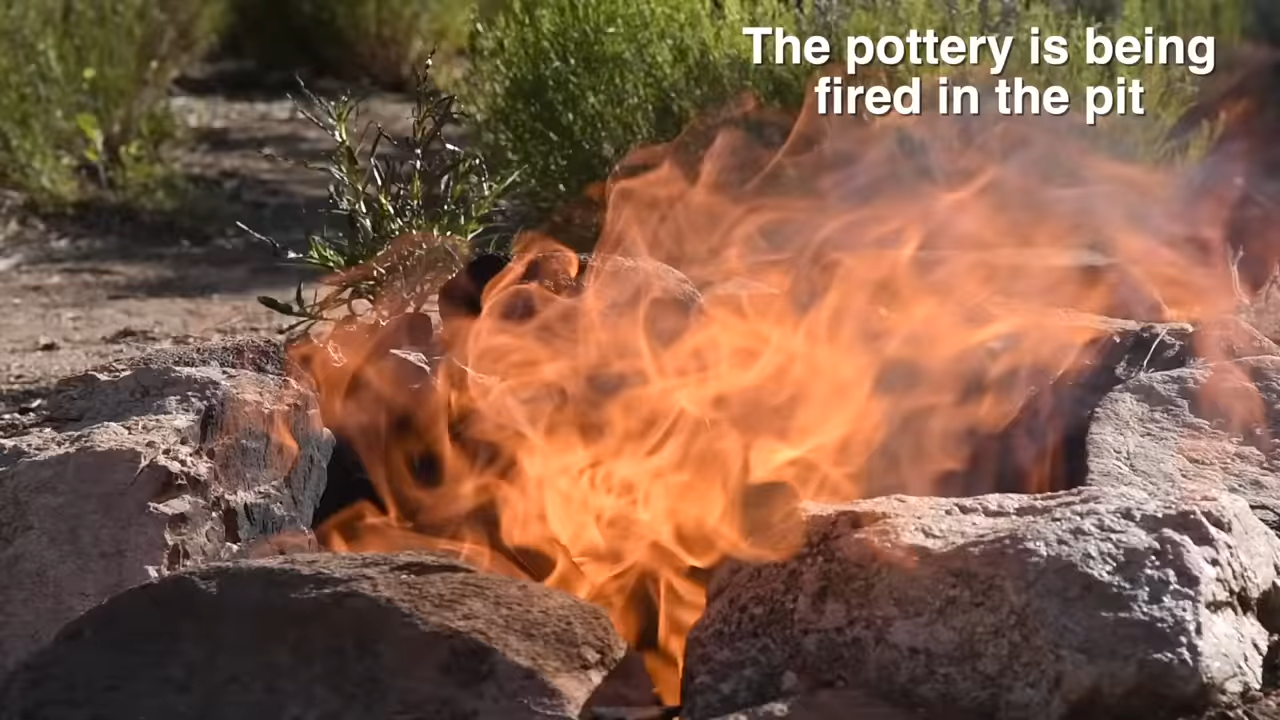 The pottery is being
fired in the pit